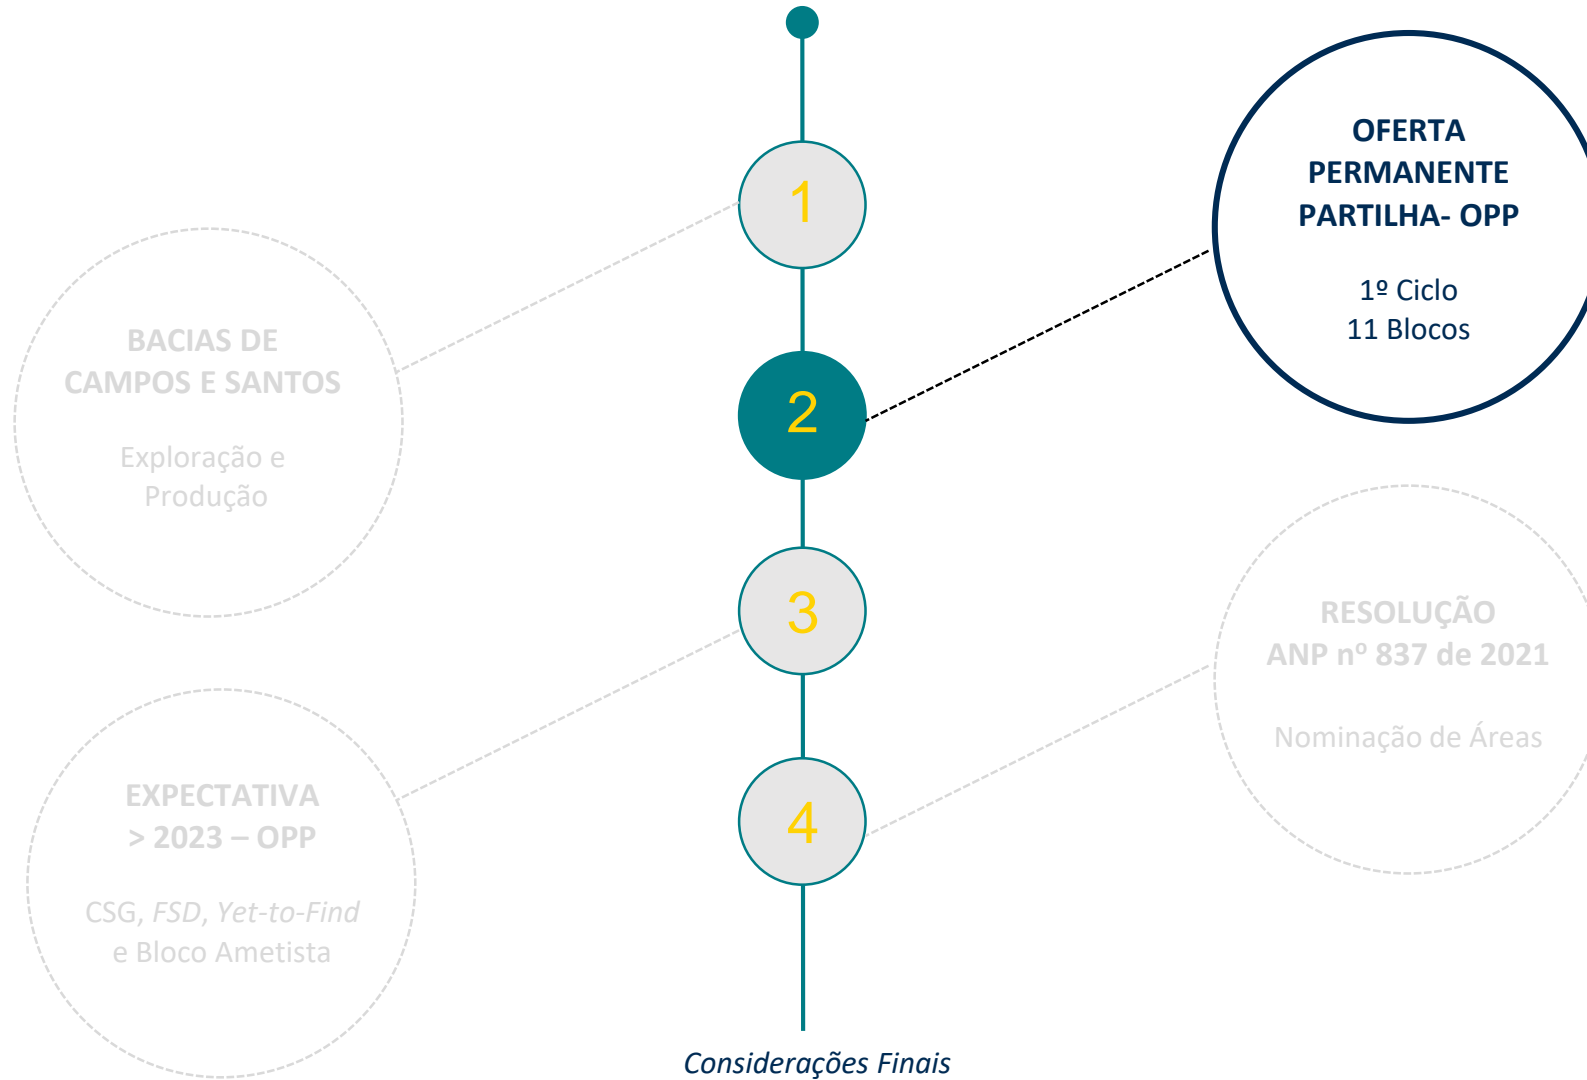 1
BACIAS DE
CAMPOS E SANTOS
Exploração e
Produção
2
OFERTA
PERMANENTE
PARTILHA- OPP
1º Ciclo
11 Blocos
3
EXPECTATIVA
> 2023 – OPP
CSG, FSD, Yet-to-Find
e Bloco Ametista
4
RESOLUÇÃO
ANP nº 837 de 2021
Nominação de Áreas
Considerações Finais